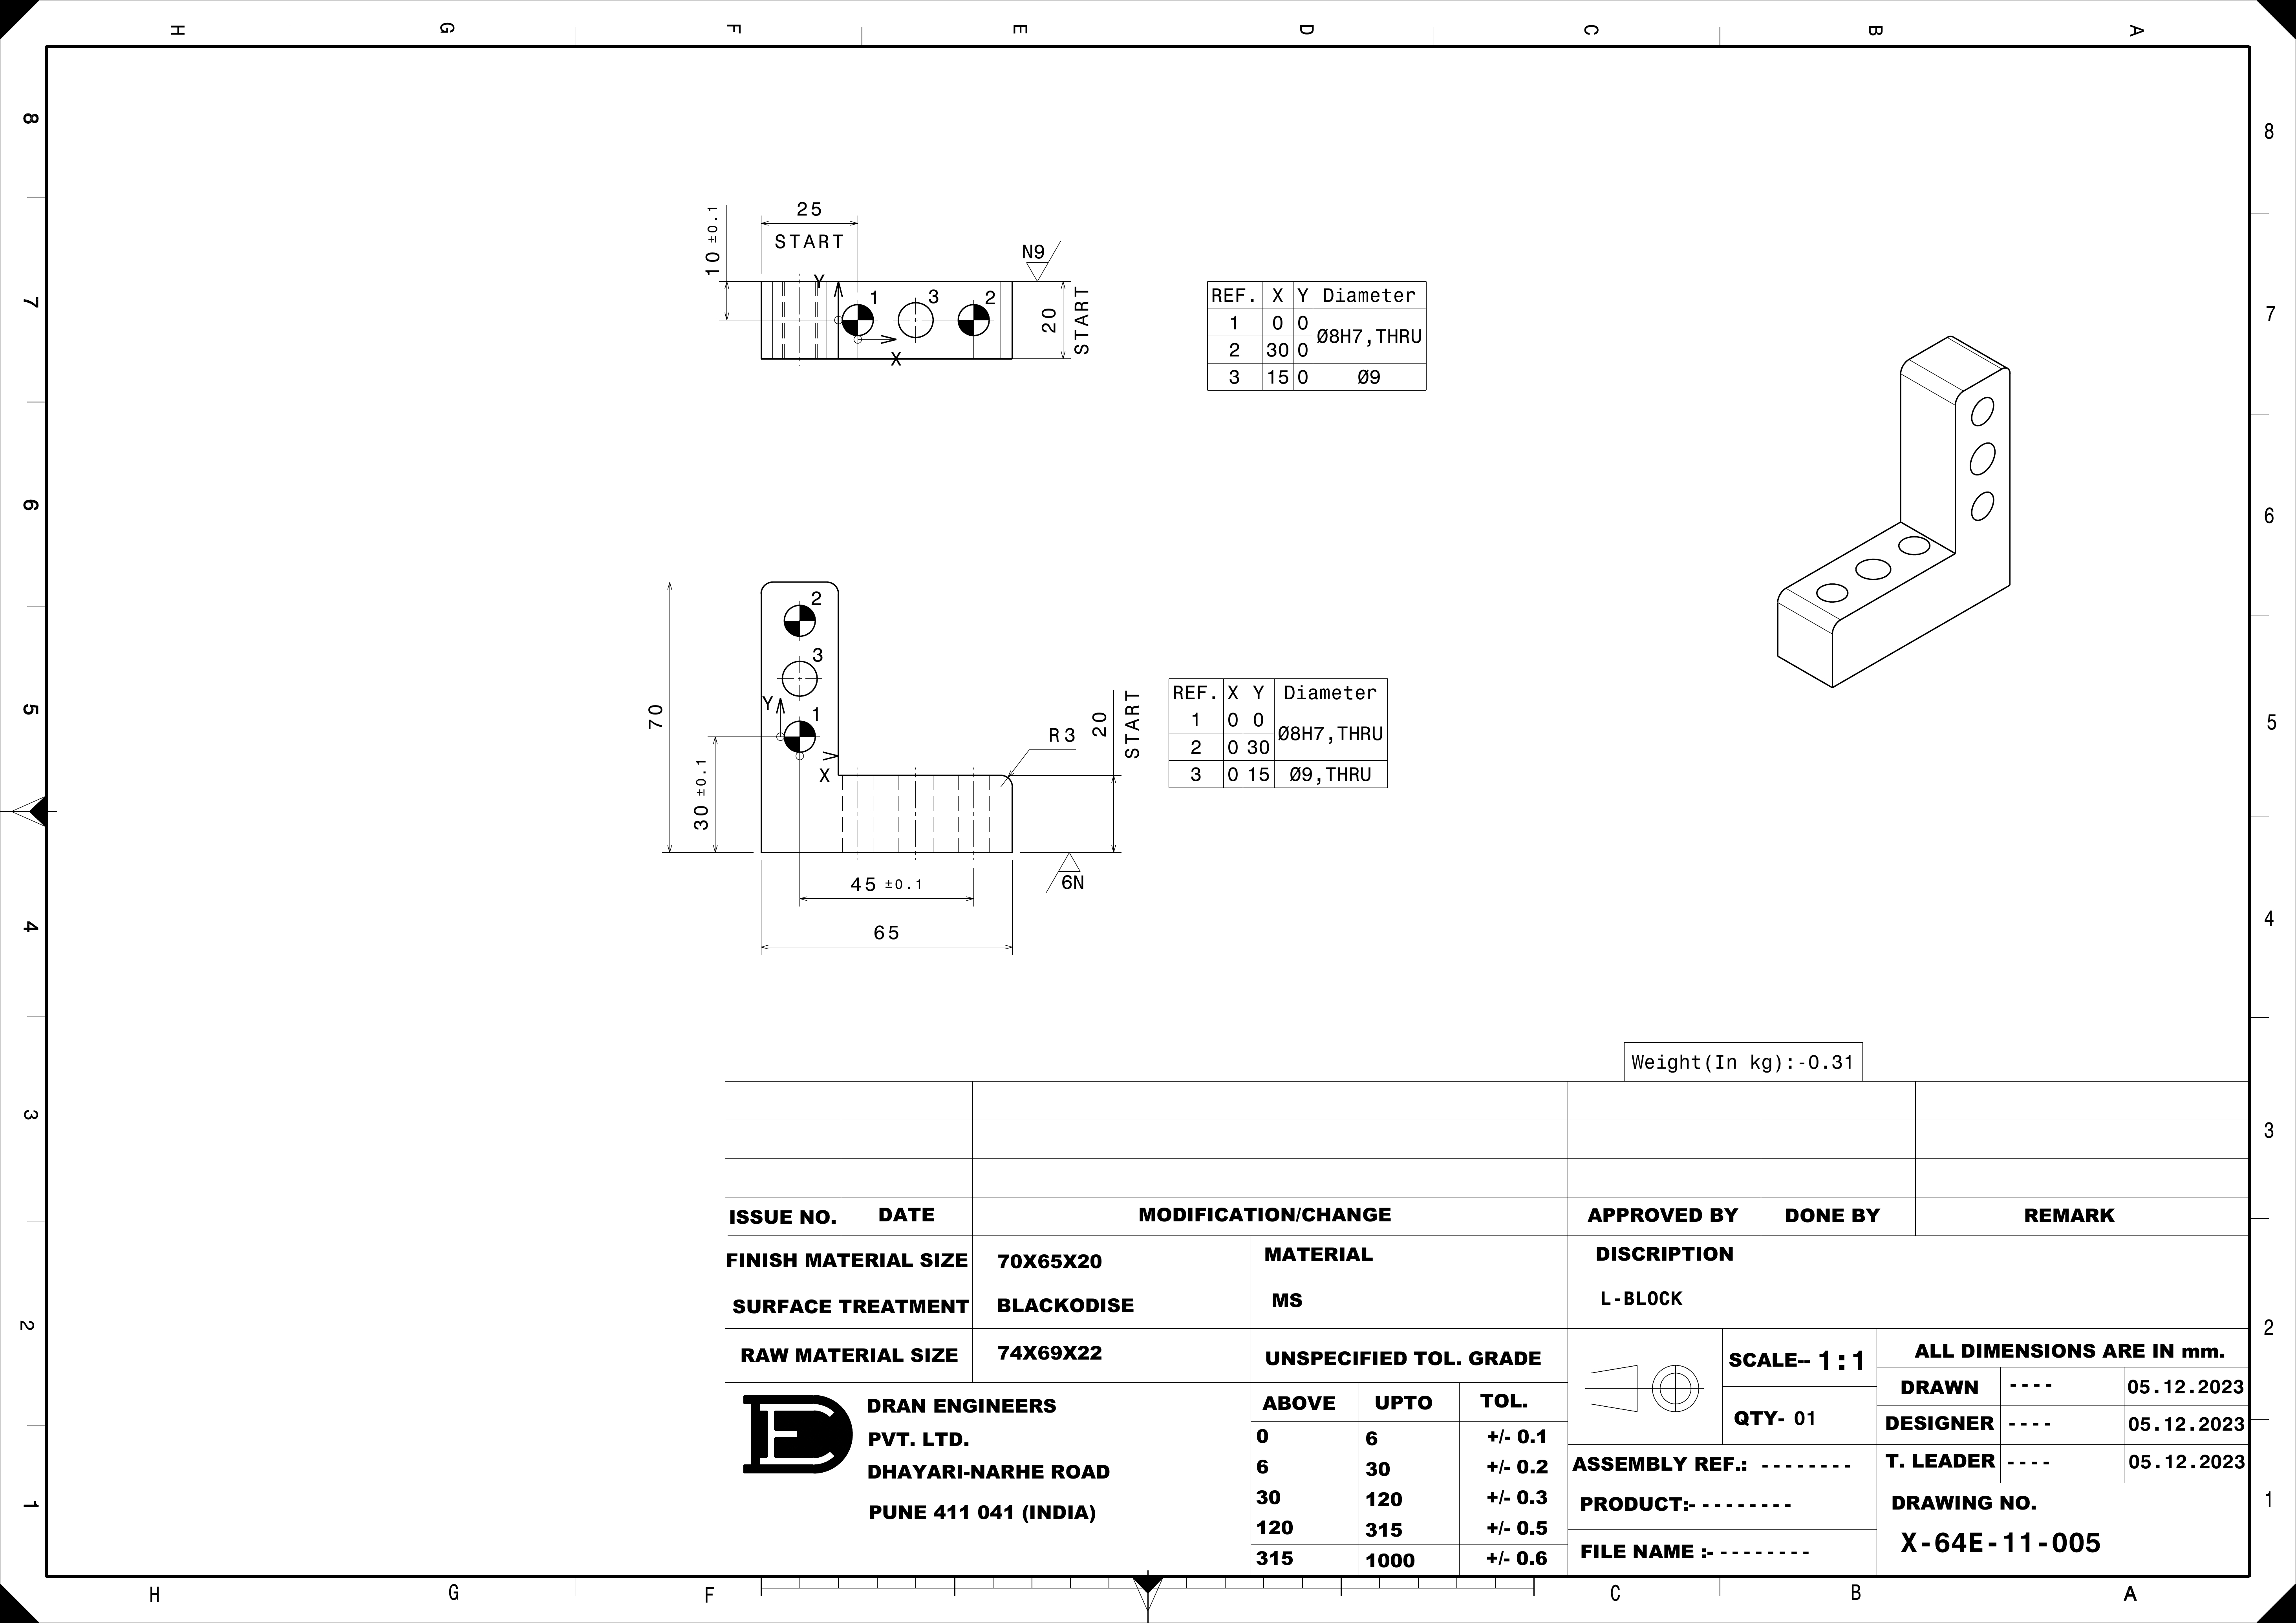 H G F E D C B A
8
7
6
5
4
3
2
1
8
7
6
5
4
3
2
1
25
START
10 ±0.1
N9
Y
1
3
2
X
20
START
REF. X Y Diameter
1 0 0 Ø8H7,THRU
2 30 0
3 15 0 Ø9
2
3
Y
1
X
70
30 ±0.1
R3
20
START
45 ±0.1
65
6N
REF. X Y Diameter
1 0 0 Ø8H7,THRU
2 0 30
3 0 15 Ø9,THRU
Weight(In kg):-0.31
ISSUE NO. DATE MODIFICATION/CHANGE APPROVED BY DONE BY REMARK
FINISH MATERIAL SIZE 70X65X20
SURFACE TREATMENT BLACKODISE
RAW MATERIAL SIZE 74X69X22
MATERIAL
MS
DISCRIPTION
L-BLOCK
UNSPECIFIED TOL. GRADE
ABOVE UPTO TOL.
0 6 +/- 0.1
6 30 +/- 0.2
30 120 +/- 0.3
120 315 +/- 0.5
315 1000 +/- 0.6
DRAN ENGINEERS
PVT. LTD.
DHAYARI-NARHE ROAD
PUNE 411 041 (INDIA)
SCALE-- 1:1
QTY- 01
ALL DIMENSIONS ARE IN mm.
DRAWN ---- 05.12.2023
DESIGNER ---- 05.12.2023
T. LEADER ---- 05.12.2023
ASSEMBLY REF.: --------
PRODUCT:- --------
FILE NAME :- --------
DRAWING NO.
X-64E-11-005
H G F C B A